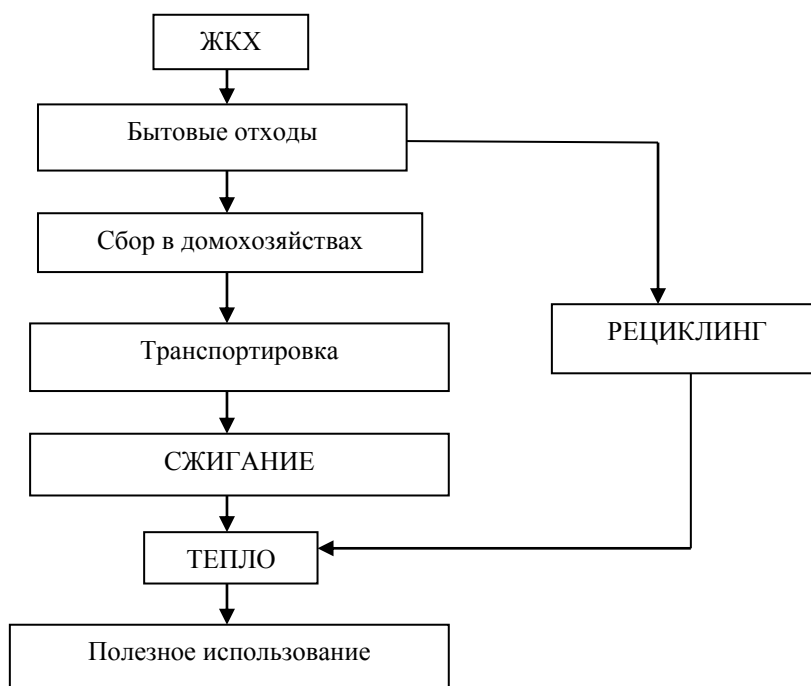 ЖКХ
Бытовые отходы
Сбор в домохозяйствах
Транспортировка
РЕЦИКЛИНГ
СЖИГАНИЕ
ТЕПЛО
Полезное использование